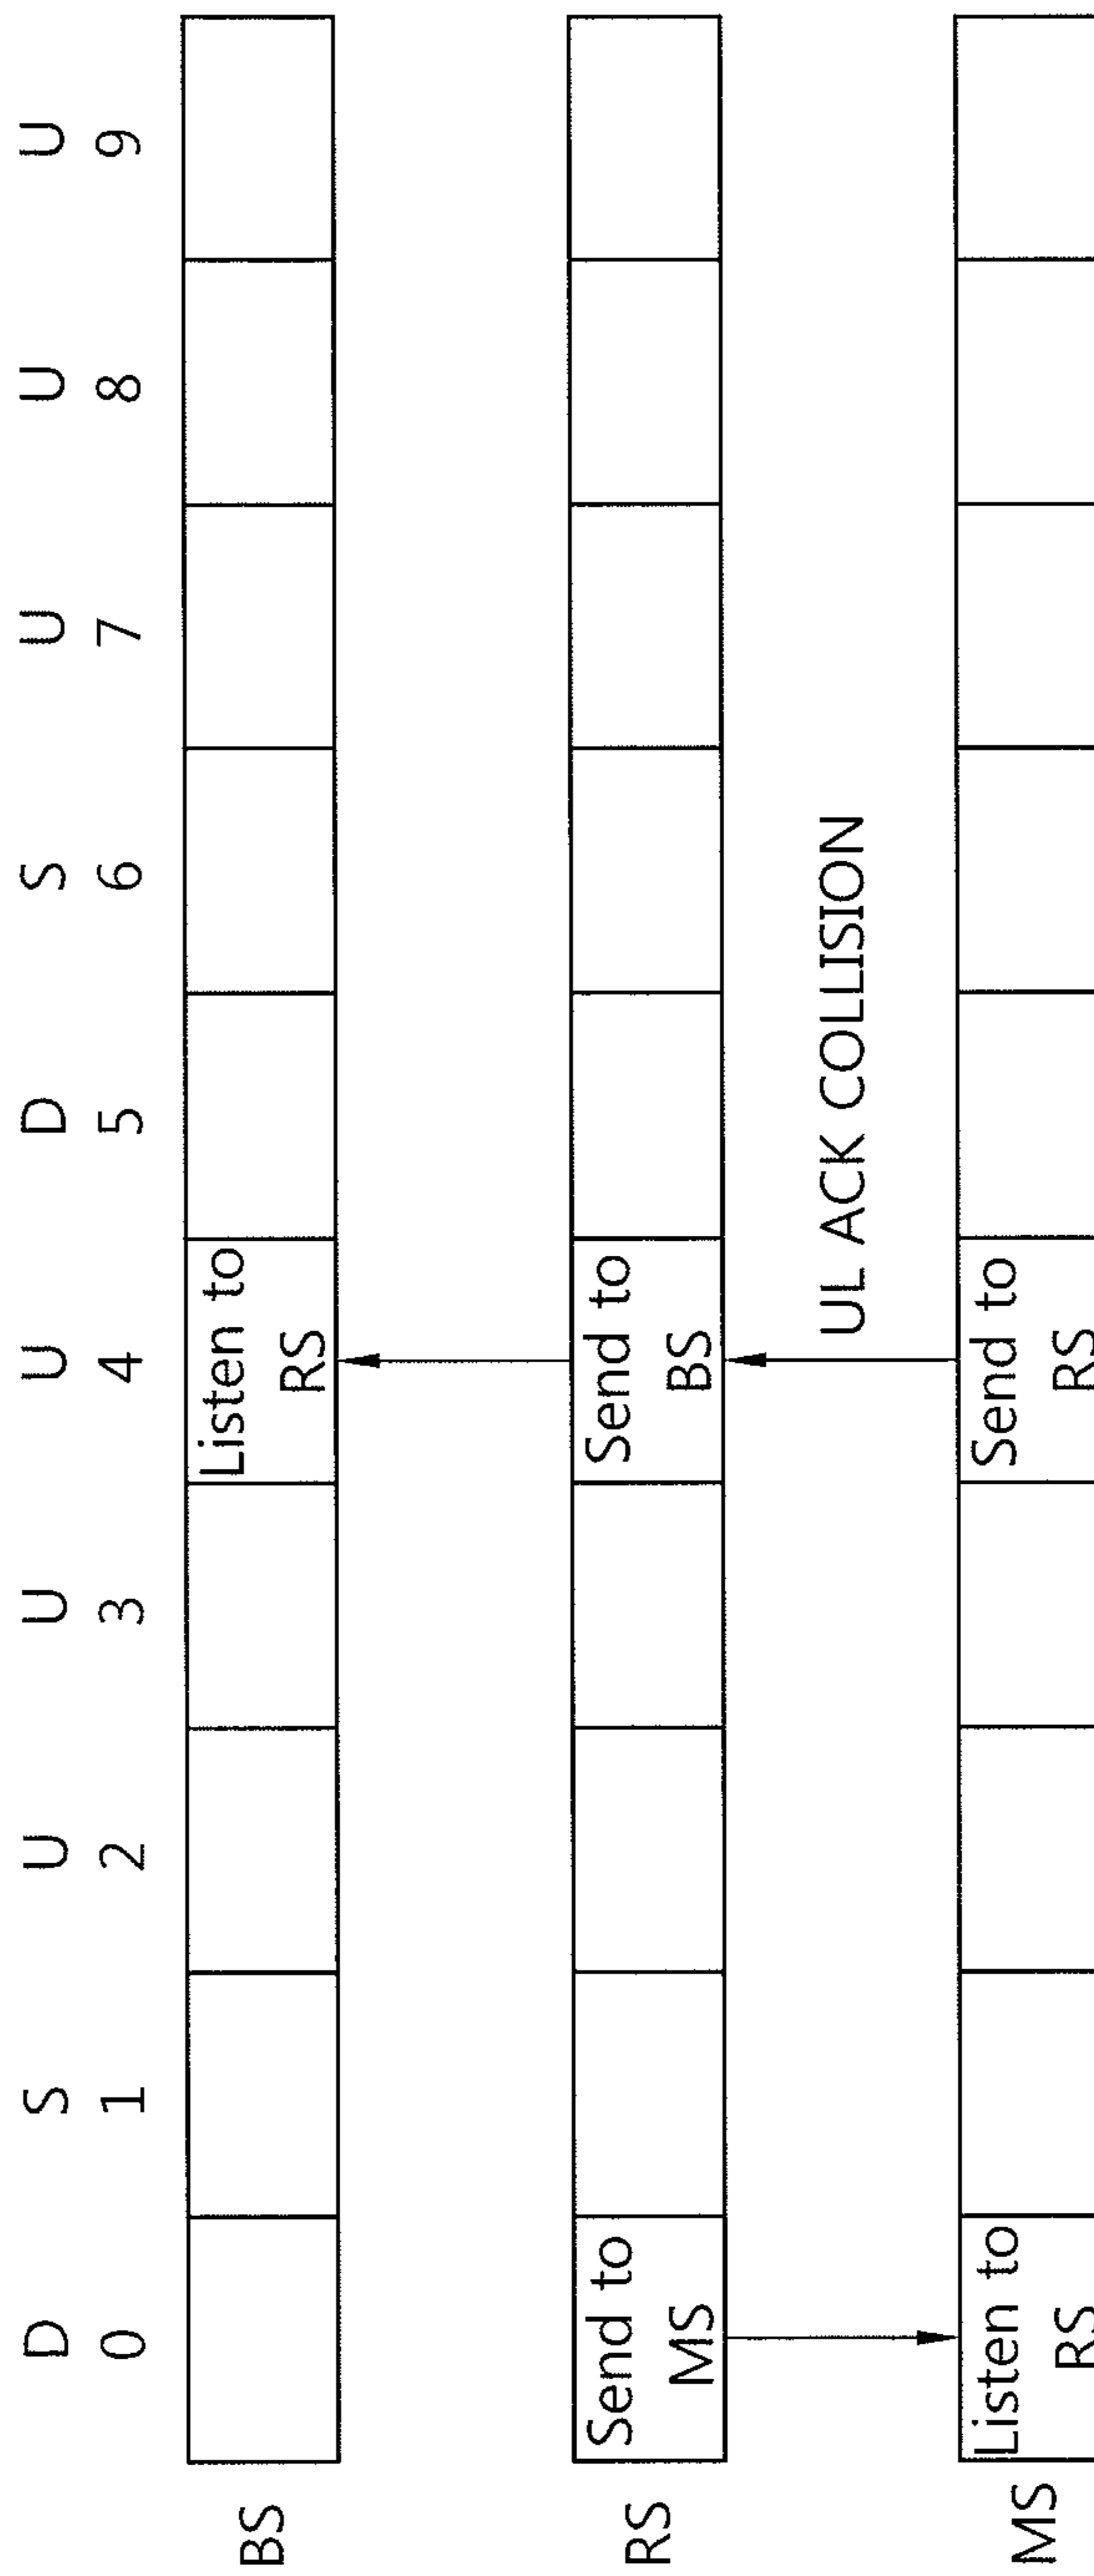 D S U U U D S U U U
0 1 2 3 4 5 6 7 8 9
BS
Listen to
RS
RS
Send to
MS
Send to
BS
UL ACK COLLISION
MS
Listen to
RS
Send to
RS